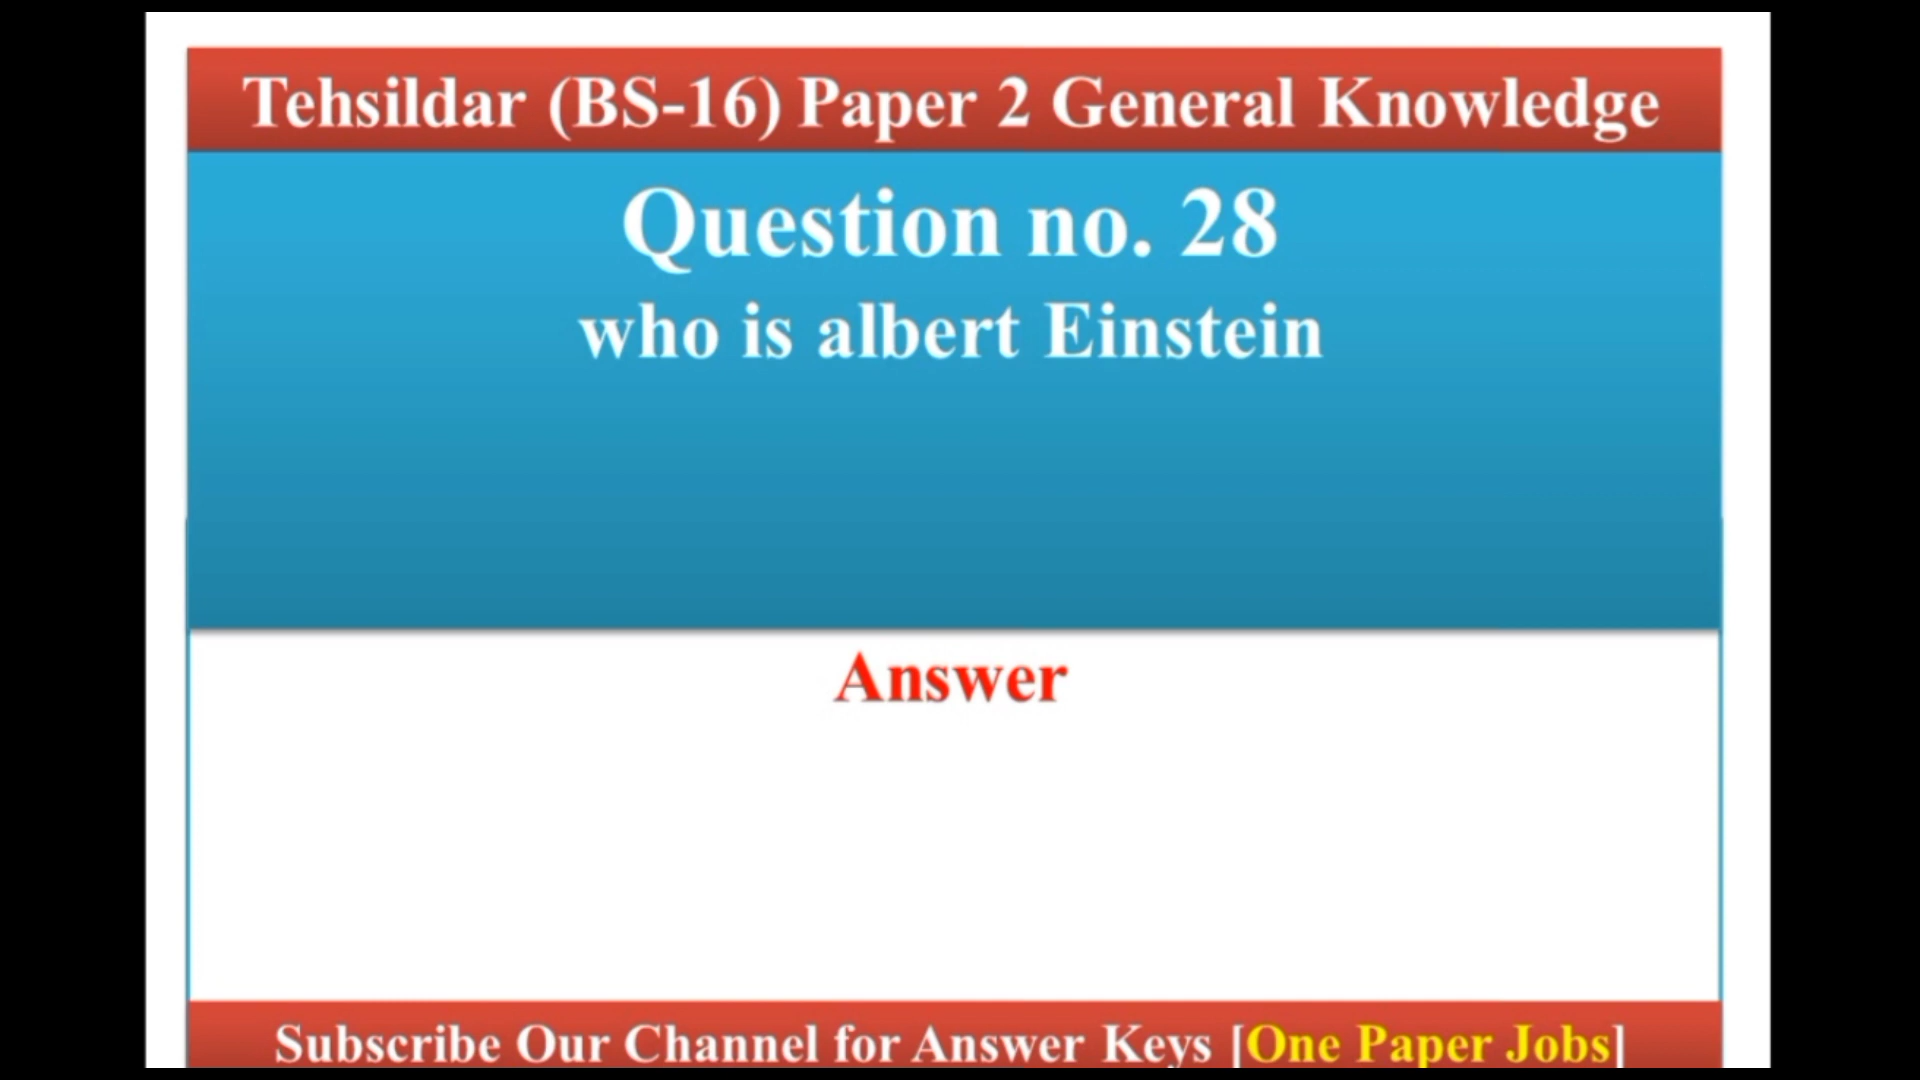 Tehsildar (BS-16) Paper 2 General Knowledge
Question no. 28
who is albert Einstein
Answer
Subscribe Our Channel for Answer Keys [One Paper Jobs]